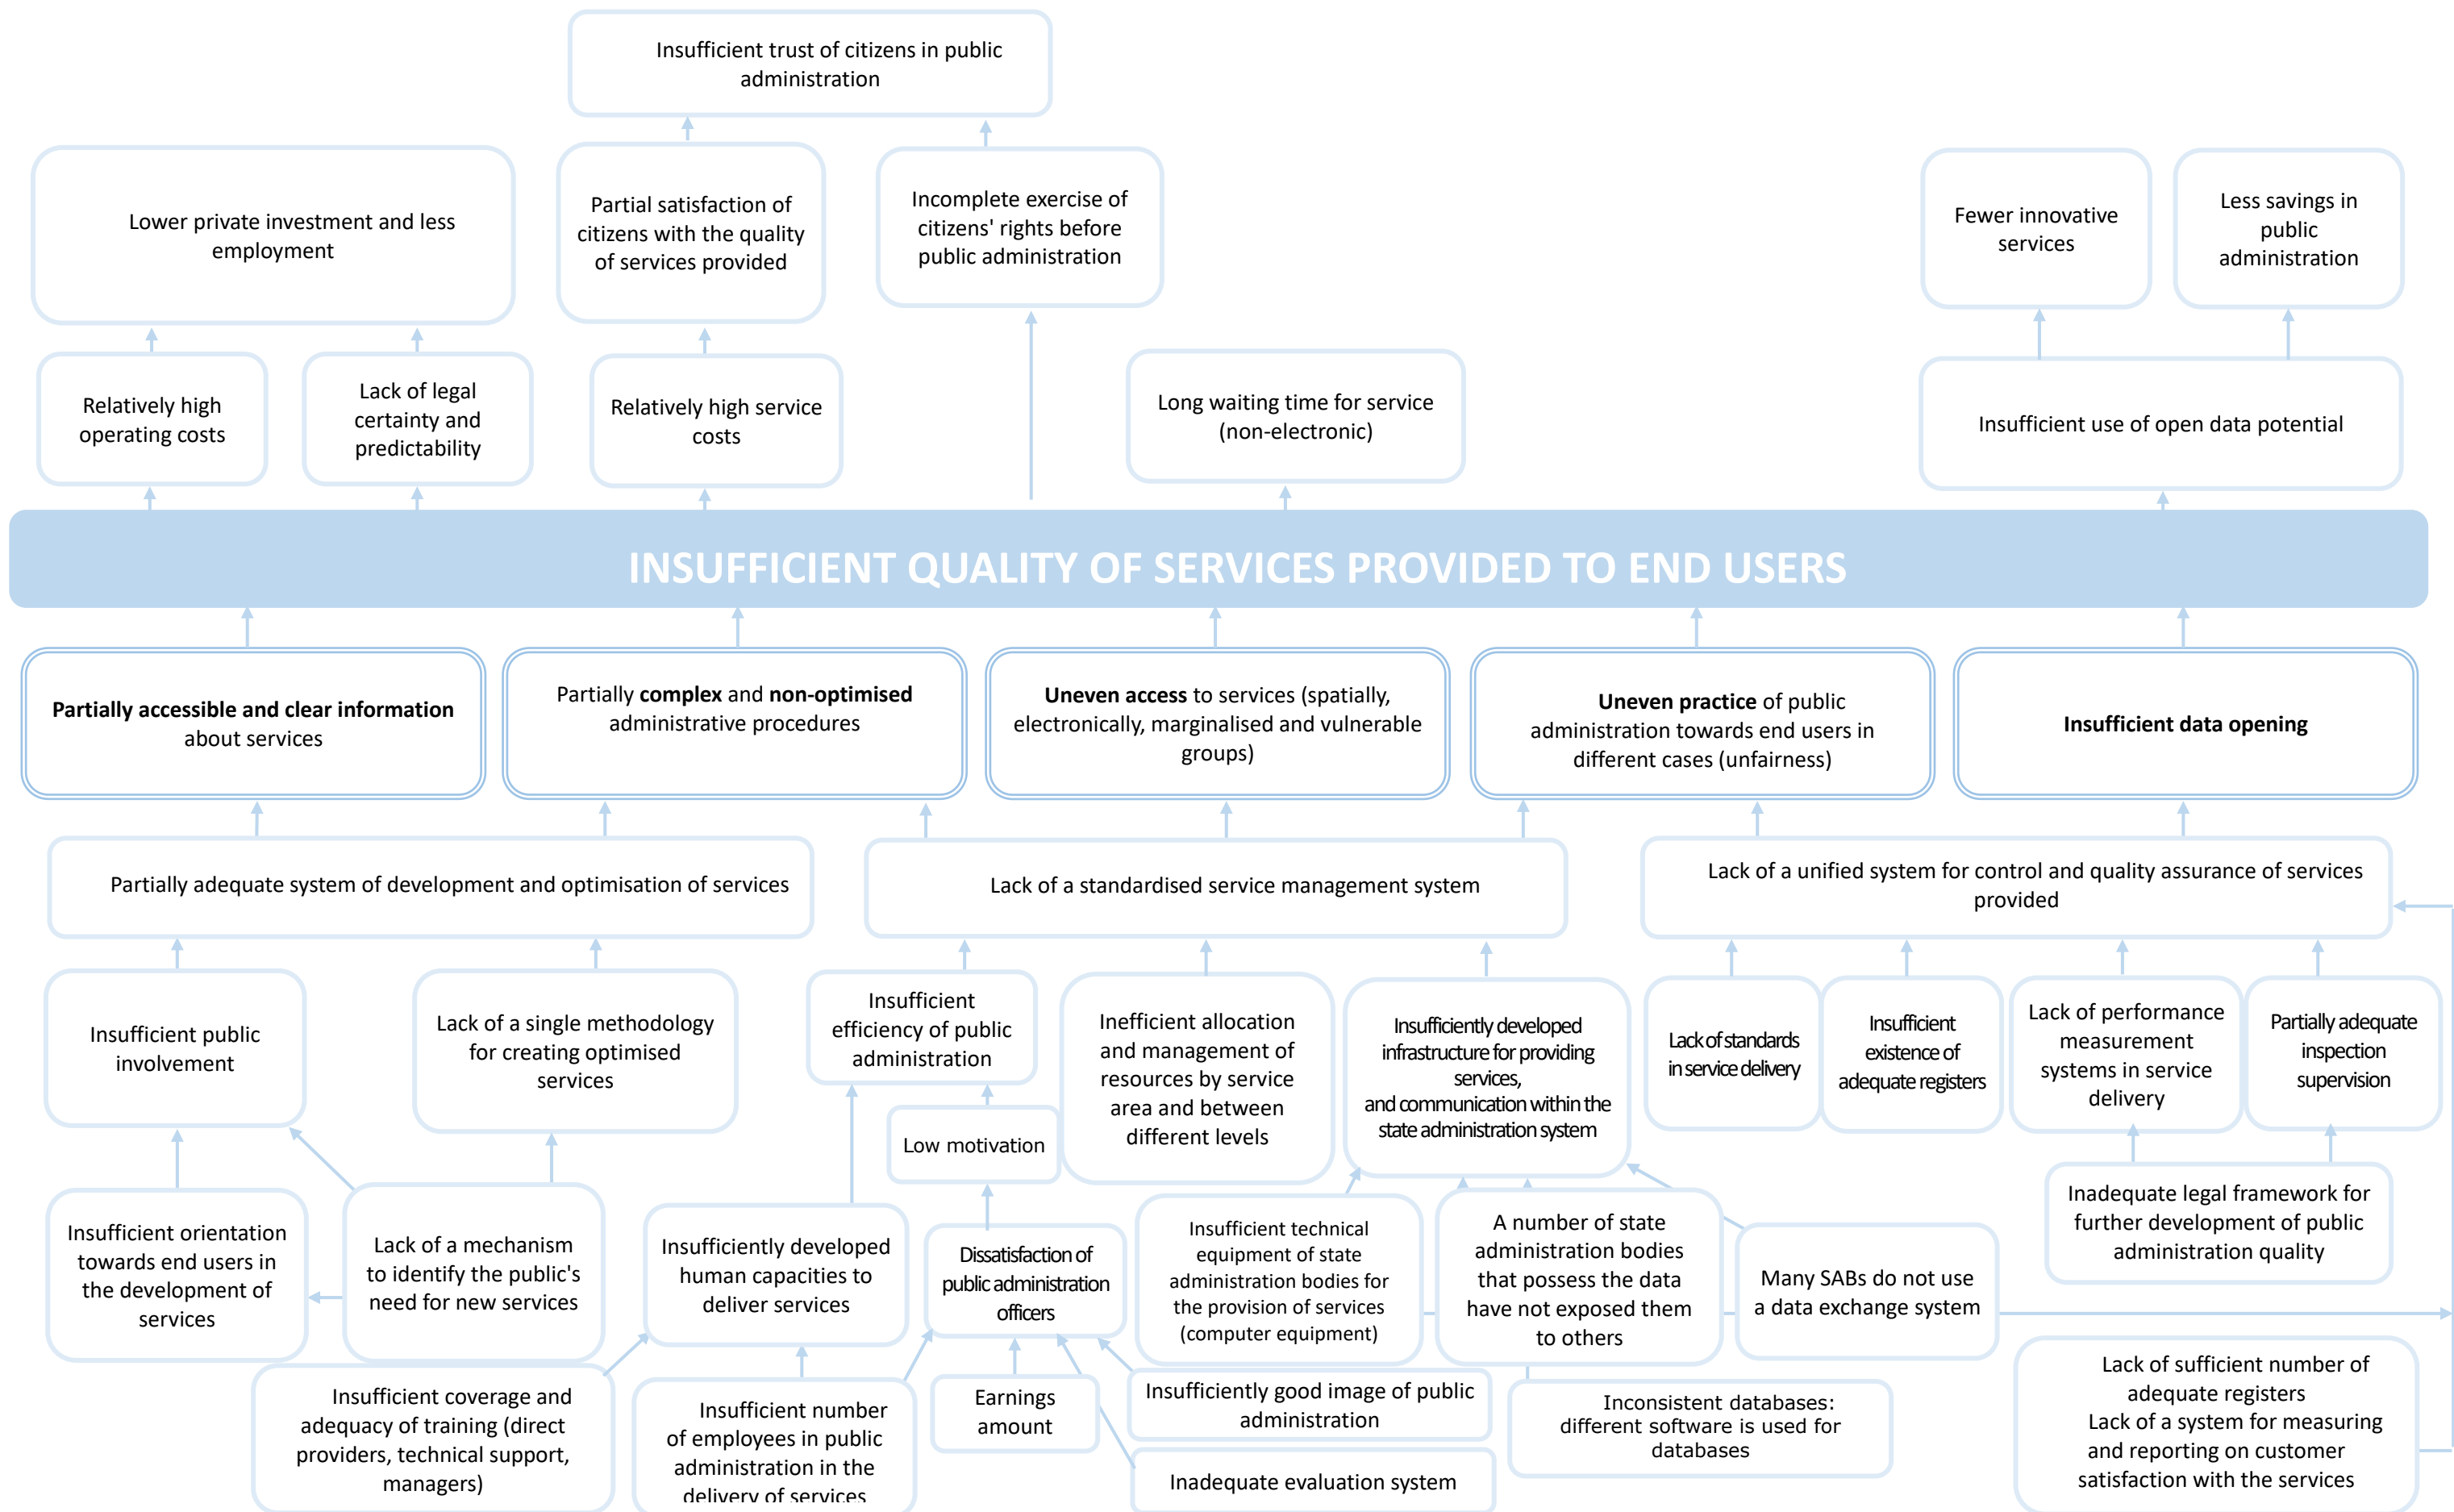 Insufficient trust of citizens in public
administration
Lower private investment and less
employment
Partial satisfaction of
citizens with the quality
of services provided
Incomplete exercise of
citizens' rights before
public administration
Fewer innovative
services
Less savings in
public
administration
Relatively high
operating costs
Lack of legal
certainty and
predictability
Relatively high service
costs
Long waiting time for service
(non-electronic)
Insufficient use of open data potential
INSUFFICIENT QUALITY OF SERVICES PROVIDED TO END USERS
Partially accessible and clear information
about services
Partially complex and non-optimised
administrative procedures
Uneven access to services (spatially,
electronically, marginalised and vulnerable
groups)
Uneven practice of public
administration towards end users in
different cases (unfairness)
Insufficient data opening
Partially adequate system of development and optimisation of services
Lack of a standardised service management system
Lack of a unified system for control and quality assurance of services
provided
Insufficient public
involvement
Lack of a single methodology
for creating optimised
services
Insufficient
efficiency of public
administration
Inefficient allocation
and management of
resources by service
area and between
different levels
Insufficiently developed
infrastructure for providing
services,
and communication within the
state administration system
Lack of standards
in service delivery
Insufficient
existence of
adequate registers
Lack of performance
measurement
systems in service
delivery
Partially adequate
inspection
supervision
Low motivation
Insufficient orientation
towards end users in
the development of
services
Lack of a mechanism
to identify the public's
need for new services
Insufficiently developed
human capacities to
deliver services
Dissatisfaction of
public administration
officers
Insufficient technical
equipment of state
administration bodies for
the provision of services
(computer equipment)
A number of state
administration bodies
that possess the data
have not exposed them
to others
Many SABs do not use
a data exchange system
Inadequate legal framework for
further development of public
administration quality
Insufficient coverage and
adequacy of training (direct
providers, technical support,
managers)
Insufficient number
of employees in public
administration in the
delivery of services
Earnings
amount
Insufficiently good image of public
administration
Inadequate evaluation system
Inconsistent databases:
different software is used for
databases
Lack of sufficient number of
adequate registers
Lack of a system for measuring
and reporting on customer
satisfaction with the services